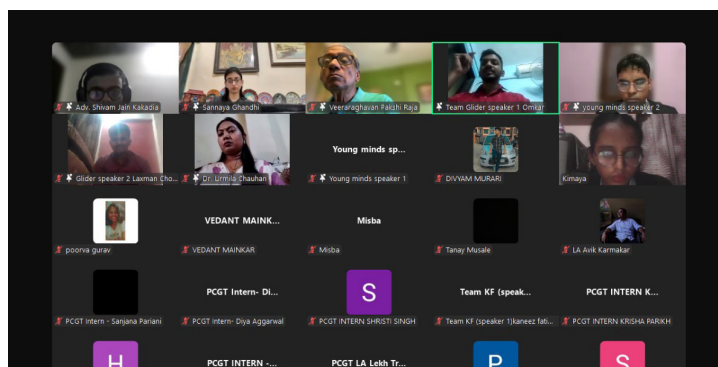 Adv. Shivam Jain Kakadia
Sannaya Ghandhi
Veeraraghavan Pakshi Raja
Team Glider speaker 1 Omkar
young minds speaker 2
Glider speaker 2 Laxman Cho...
Dr. Urmila Chauhan
Young minds sp...
Young minds speaker 1
DIVYAM MURARI
Kimaya
poorva gurav
VEDANT MAINK...
VEDANT MAINKAR
Misba
Misba
Tanay Musale
LA Avik Karmakar
PCGT Intern - Sanjana Pariani
PCGT Intern- Di...
PCGT Intern- Diya Aggarwal
S
PCGT INTERN SHRISTI SINGH
Team KF (speak...
Team KF (speaker 1)kaneez fati...
PCGT INTERN K...
PCGT INTERN KRISHA PARIKH
H
PCGT INTERN -...
PCGT LA Lekh Tr...
P
S